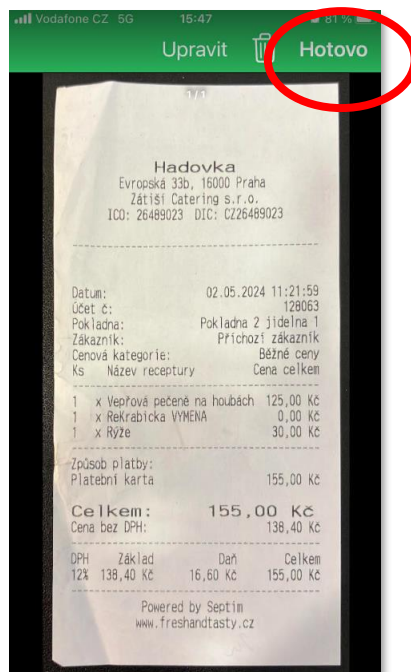 Vodafone CZ 5G 15:47 81 %
Upravit Hotovo
1/1
Hadovka
Evropská 33b, 16000 Praha
Zátiší Catering s.r.o.
ICO: 26489023 DIC: CZ26489023
Datum: 02.05.2024 11:21:59
Účet č: 128063
Pokladna: Pokladna 2 jídelna 1
Zákazník: Příchozí zákazník
Cenová kategorie: Běžné ceny
Ks Název receptury Cena celkem
1 x Vepřová pečeně na houbách 125,00 Kč
1 x ReKrabicka VYMENA 0,00 Kč
1 x Rýže 30,00 Kč
Způsob platby:
Platební karta 155,00 Kč
Celkem: 155,00 Kč
Cena bez DPH: 138,40 Kč
DPH Základ Daň Celkem
12% 138,40 Kč 16,60 Kč 155,00 Kč
Powered by Septim
www.freshandtasty.cz